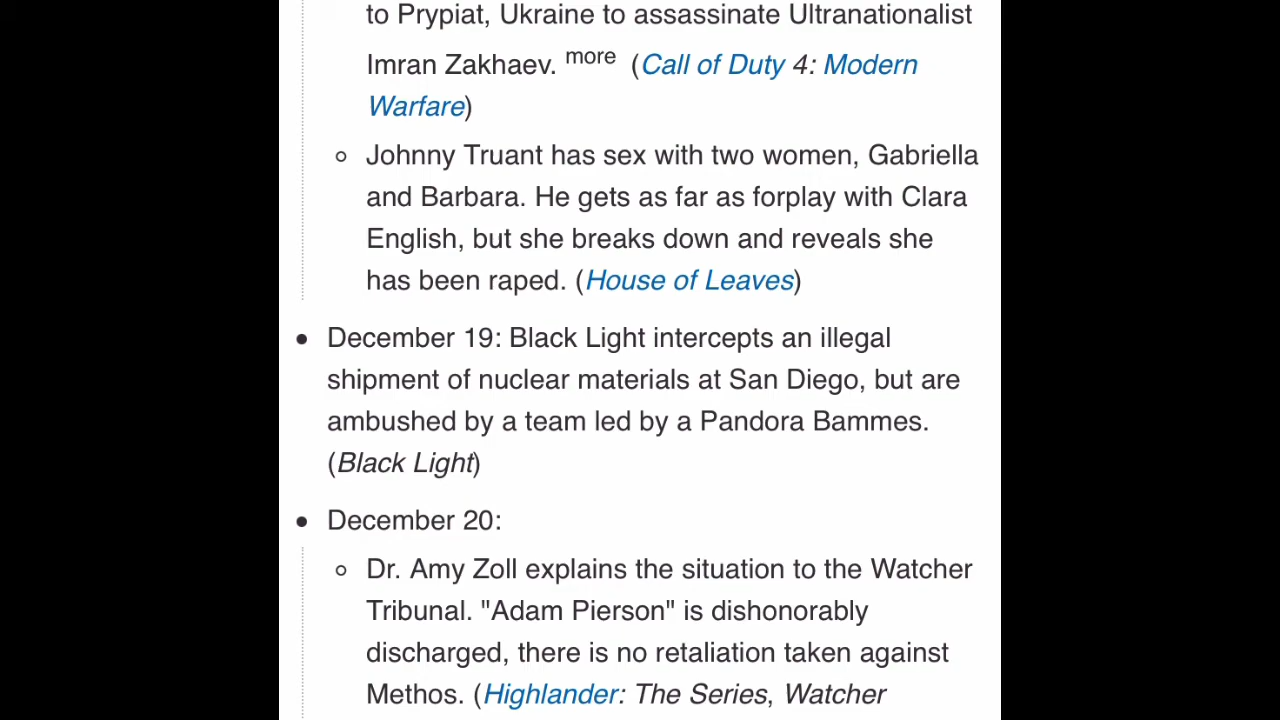 to Prypiat, Ukraine to assassinate Ultranationalist
Imran Zakhaev. more (Call of Duty 4: Modern
Warfare)
Johnny Truant has sex with two women, Gabriella
and Barbara. He gets as far as forplay with Clara
English, but she breaks down and reveals she
has been raped. (House of Leaves)
December 19: Black Light intercepts an illegal
shipment of nuclear materials at San Diego, but are
ambushed by a team led by a Pandora Bammes.
(Black Light)
December 20:
Dr. Amy Zoll explains the situation to the Watcher
Tribunal. "Adam Pierson" is dishonorably
discharged, there is no retaliation taken against
Methos. (Highlander: The Series, Watcher